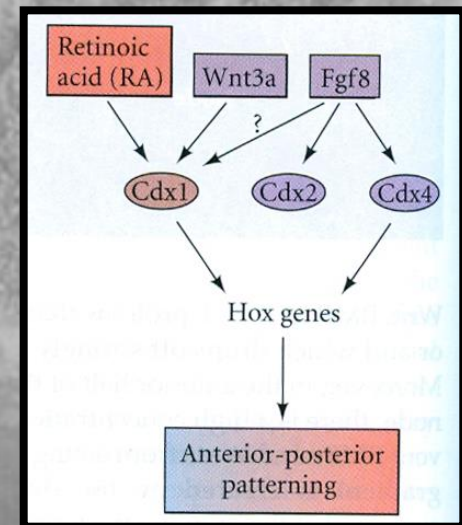 Retinoic
acid (RA)
Wnt3a
Fgf8
?
Cdx1
Cdx2
Cdx4
Hox genes
Anterior-posterior
patterning